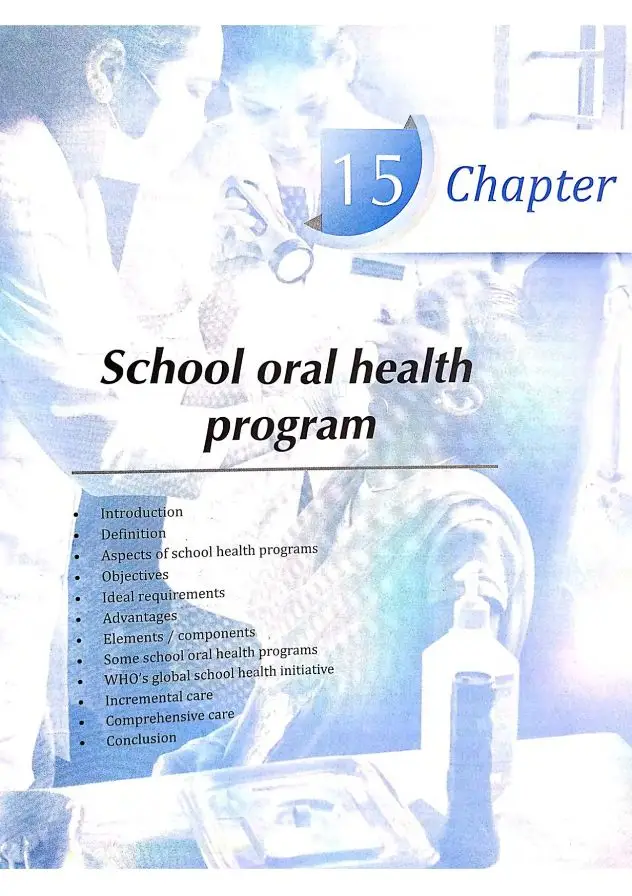 15 Chapter
School oral health
program
• Introduction
• Definition
• Aspects of school health programs
• Objectives
• Ideal requirements
• Advantages
• Elements / components
• Some school oral health programs
• WHO's global school health initiative
• Incremental care
• Comprehensive care
• Conclusion